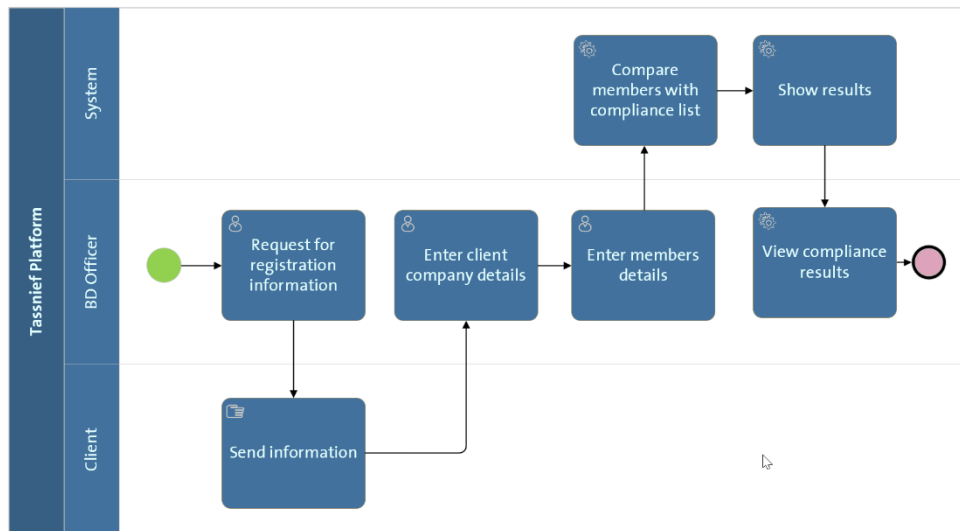 Tassnief Platform
System
Compare
members with
compliance list
Show results
BD Officer
Request for
registration
information
Enter client
company details
Enter members
details
View compliance
results
Client
Send information